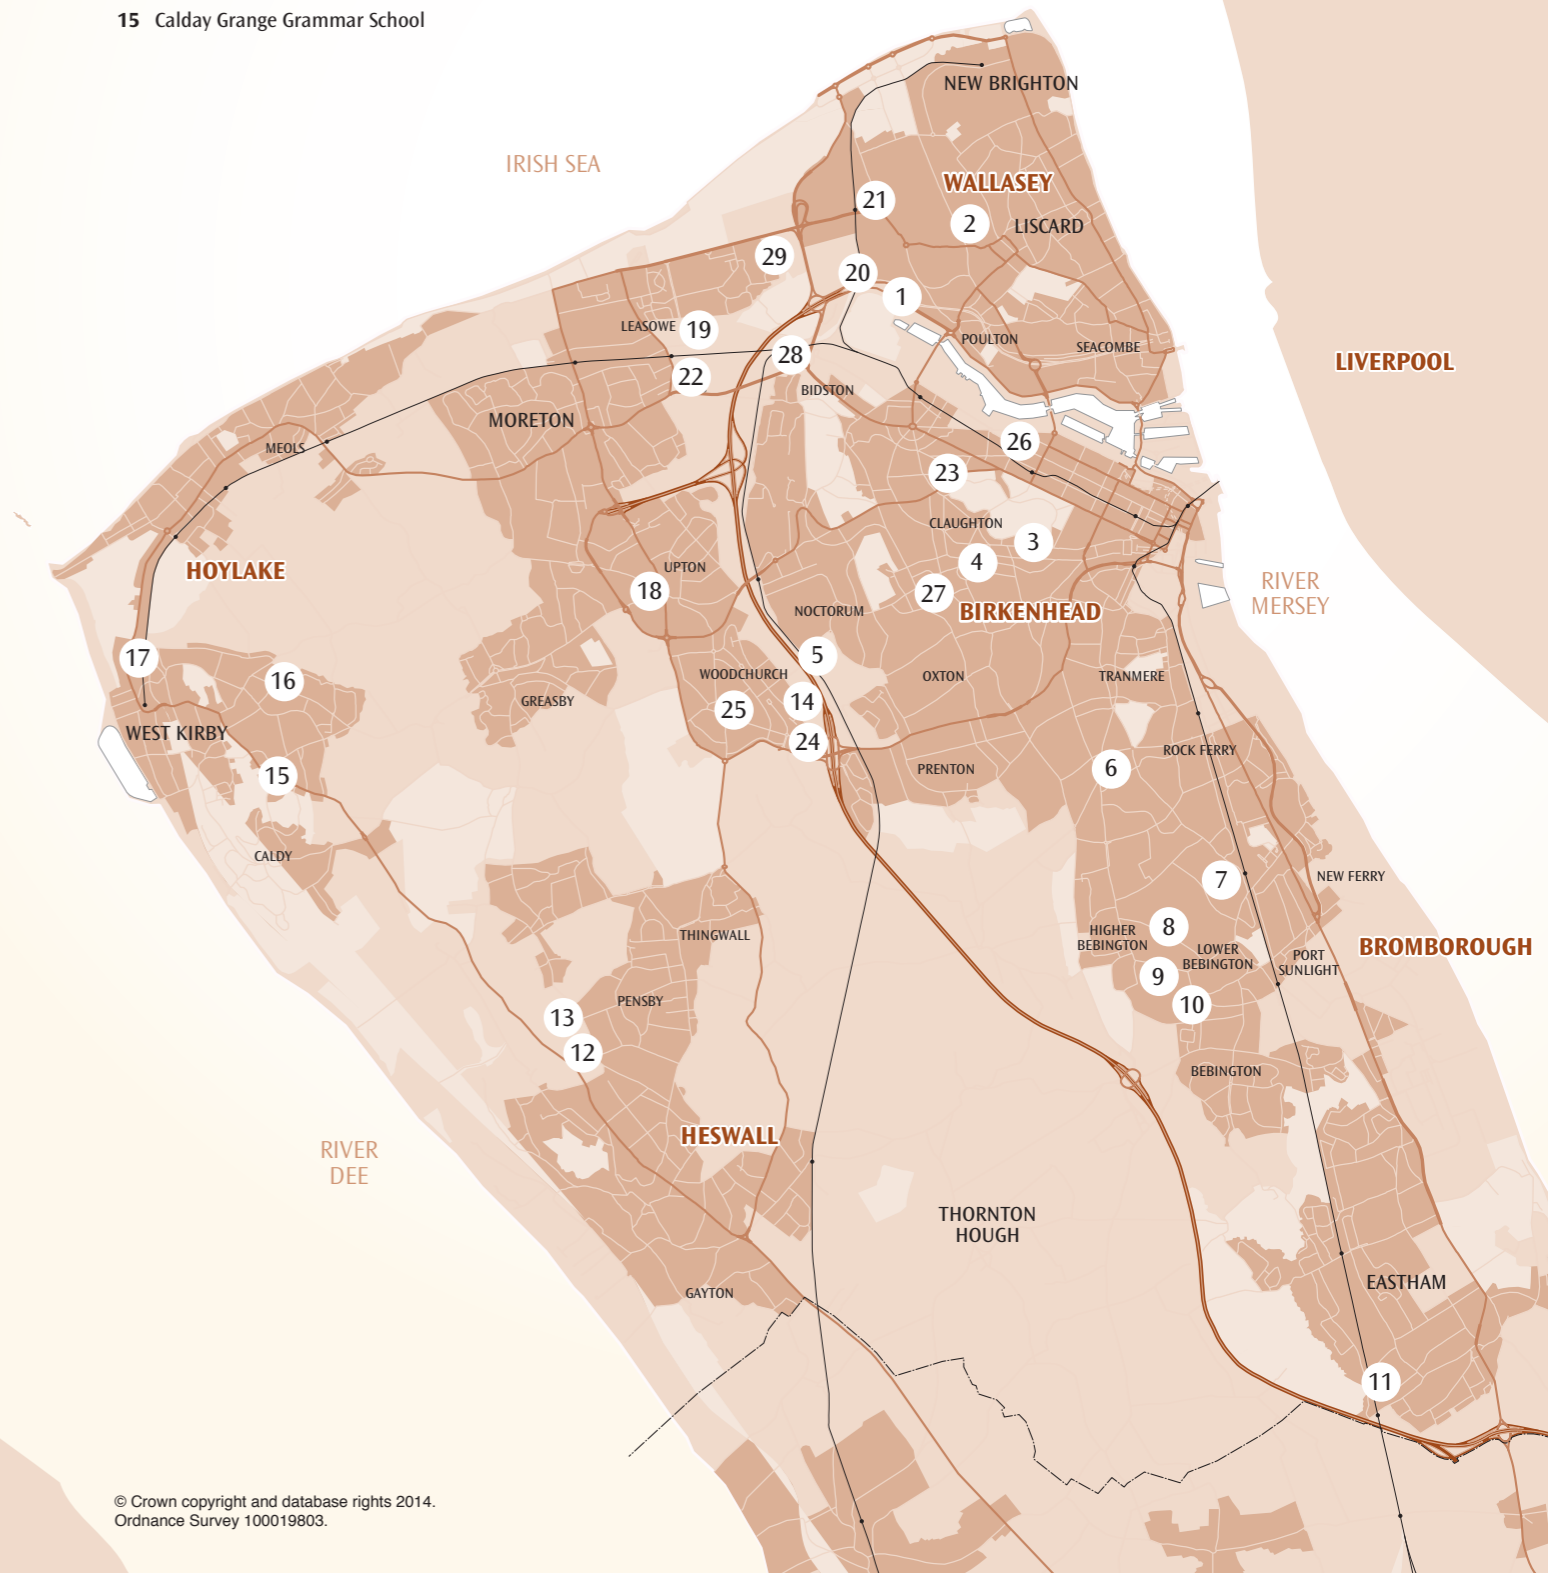 15 Calday Grange Grammar School
NEW BRIGHTON
IRISH SEA
WALLASEY
21
2
LISCARD
29
20
1
LEASOWE
19
POULTON
SEACOMBE
28
LIVERPOOL
22
BIDSTON
MORETON
MEOLS
26
23
CLAUGHTON
3
4
HOYLAKE
UPTON
18
27
RIVER
MERSEY
NOCTORUM
BIRKENHEAD
17
5
16
WOODCHURCH
OXTON
TRANMERE
GREASBY
14
25
WEST KIRBY
24
ROCK FERRY
15
PRENTON
6
CALDY
7
NEW FERRY
8
HIGHER
BEBINGTON
THINGWALL
LOWER
BEBINGTON
BROMBOROUGH
PORT
SUNLIGHT
9
PENSBY
10
13
12
BEBINGTON
HESWALL
RIVER
DEE
THORNTON
HOUGH
EASTHAM
GAYTON
11
© Crown copyright and database rights 2014.
Ordnance Survey 100019803.